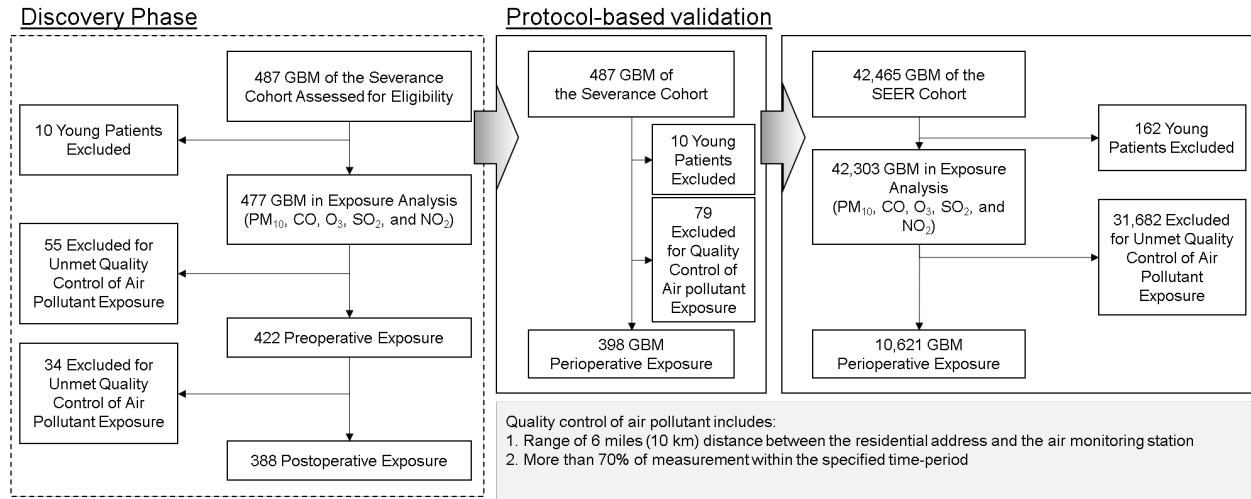 Discovery Phase
487 GBM of the Severance
Cohort Assessed for Eligibility
10 Young Patients
Excluded
477 GBM in Exposure Analysis
(PM₁₀, CO, O₃, SO₂, and NO₂)
55 Excluded for
Unmet Quality
Control of Air
Pollutant Exposure
422 Preoperative Exposure
34 Excluded for
Unmet Quality
Control of Air
Pollutant Exposure
388 Postoperative Exposure
Protocol-based validation
487 GBM of
the Severance Cohort
10 Young
Patients
Excluded
79
Excluded
for Quality
Control of
Air pollutant
Exposure
398 GBM
Perioperative Exposure
42,465 GBM of the
SEER Cohort
162 Young
Patients Excluded
42,303 GBM in Exposure
Analysis
(PM₁₀, CO, O₃, SO₂, and
NO₂)
31,682 Excluded
for Unmet Quality
Control of Air
Pollutant
Exposure
10,621 GBM
Perioperative Exposure
Quality control of air pollutant includes:
1. Range of 6 miles (10 km) distance between the residential address and the air monitoring station
2. More than 70% of measurement within the specified time-period